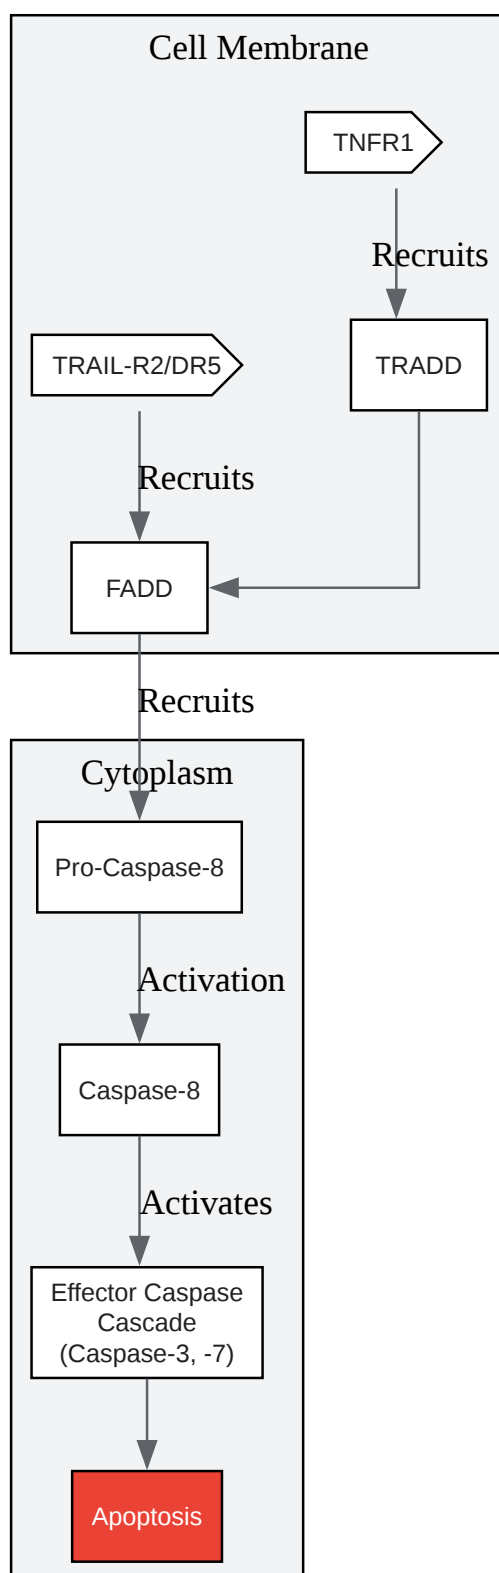 Cell Membrane
TNFR1
Recruits
TRAIL-R2/DR5
TRADD
Recruits
FADD
Recruits
Cytoplasm
Pro-Caspase-8
Activation
Caspase-8
Activates
Effector Caspase
Cascade
(Caspase-3, -7)
Apoptosis